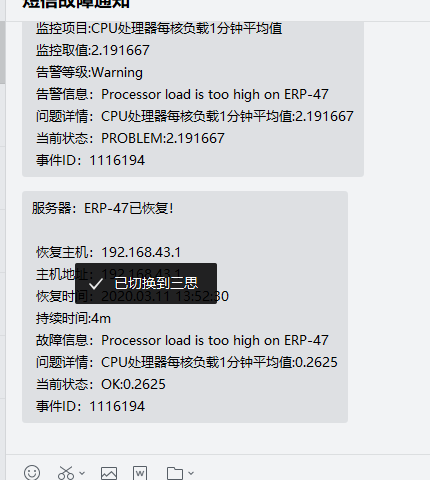 短信故障通知
监控项目:CPU处理器每核负载1分钟平均值
监控取值:2.191667
告警等级:Warning
告警信息：Processor load is too high on ERP-47
问题详情：CPU处理器每核负载1分钟平均值:2.191667
当前状态：PROBLEM:2.191667
事件ID：1116194
服务器：ERP-47已恢复!
恢复主机：192.168.43.1
主机地址：192.168.43.1
已切换到三思
恢复时间：2020.03.11 13:52:30
持续时间:4m
故障信息：Processor load is too high on ERP-47
问题详情：CPU处理器每核负载1分钟平均值:0.2625
当前状态：OK:0.2625
事件ID：1116194